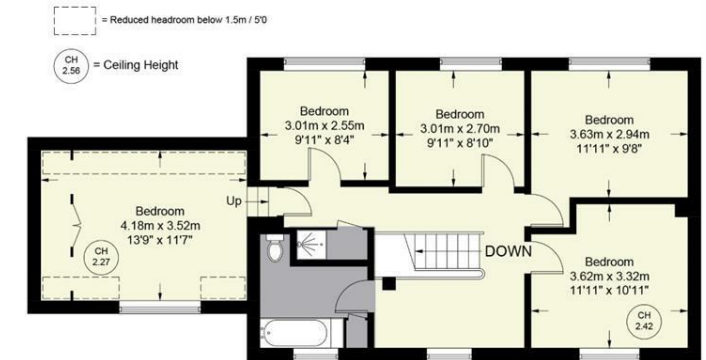 = Reduced headroom below 1.5m / 5'0
CH
2.56
= Ceiling Height
Bedroom
3.01m x 2.55m
9'11" x 8'4"
Bedroom
3.01m x 2.70m
9'11" x 8'10"
Bedroom
3.63m x 2.94m
11'11" x 9'8"
Up
Bedroom
4.18m x 3.52m
13'9" x 11'7"
CH
2.27
DOWN
Bedroom
3.62m x 3.32m
11'11" x 10'11"
CH
2.42